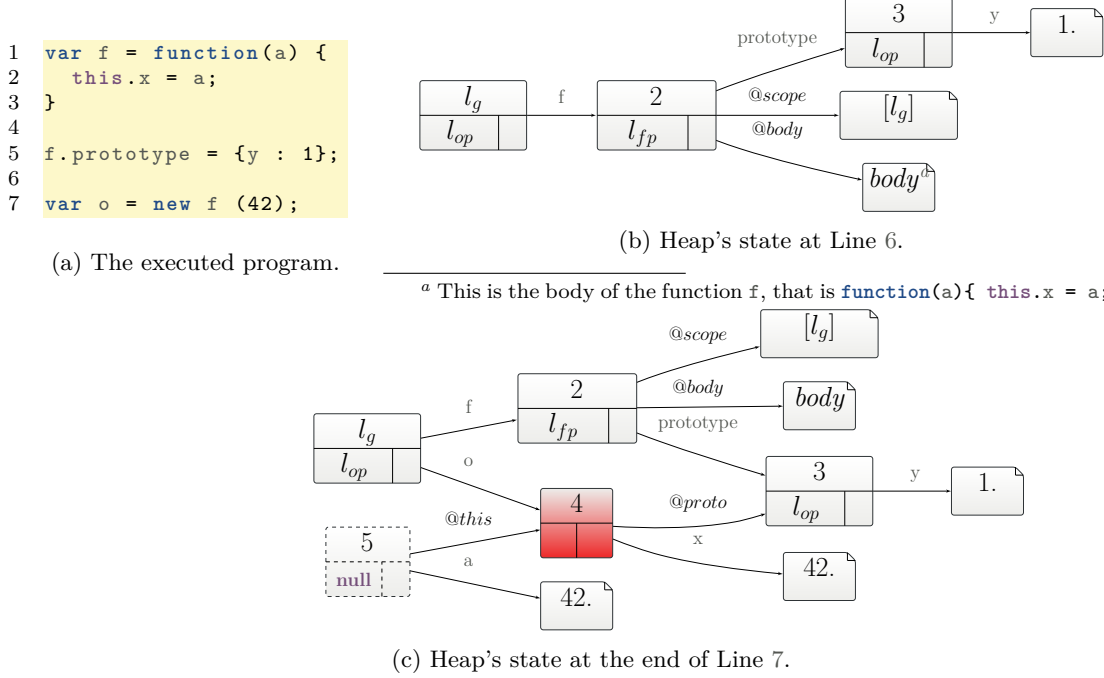 1 var f = function(a) {
2 this.x = a;
3 }
4
5 f.prototype = {y : 1};
6
7 var o = new f (42);
(a) The executed program.
l_g
l_op
f
2
l_fp
prototype
@scope
@body
3
l_op
y
1.
[l_g]
body^a
(b) Heap's state at Line 6.
a This is the body of the function f, that is function(a){ this.x = a;
l_g
l_op
f
o
2
l_fp
@scope
@body
prototype
[l_g]
body
3
l_op
y
1.
5
null
@this
a
4
@proto
x
42.
42.
(c) Heap's state at the end of Line 7.